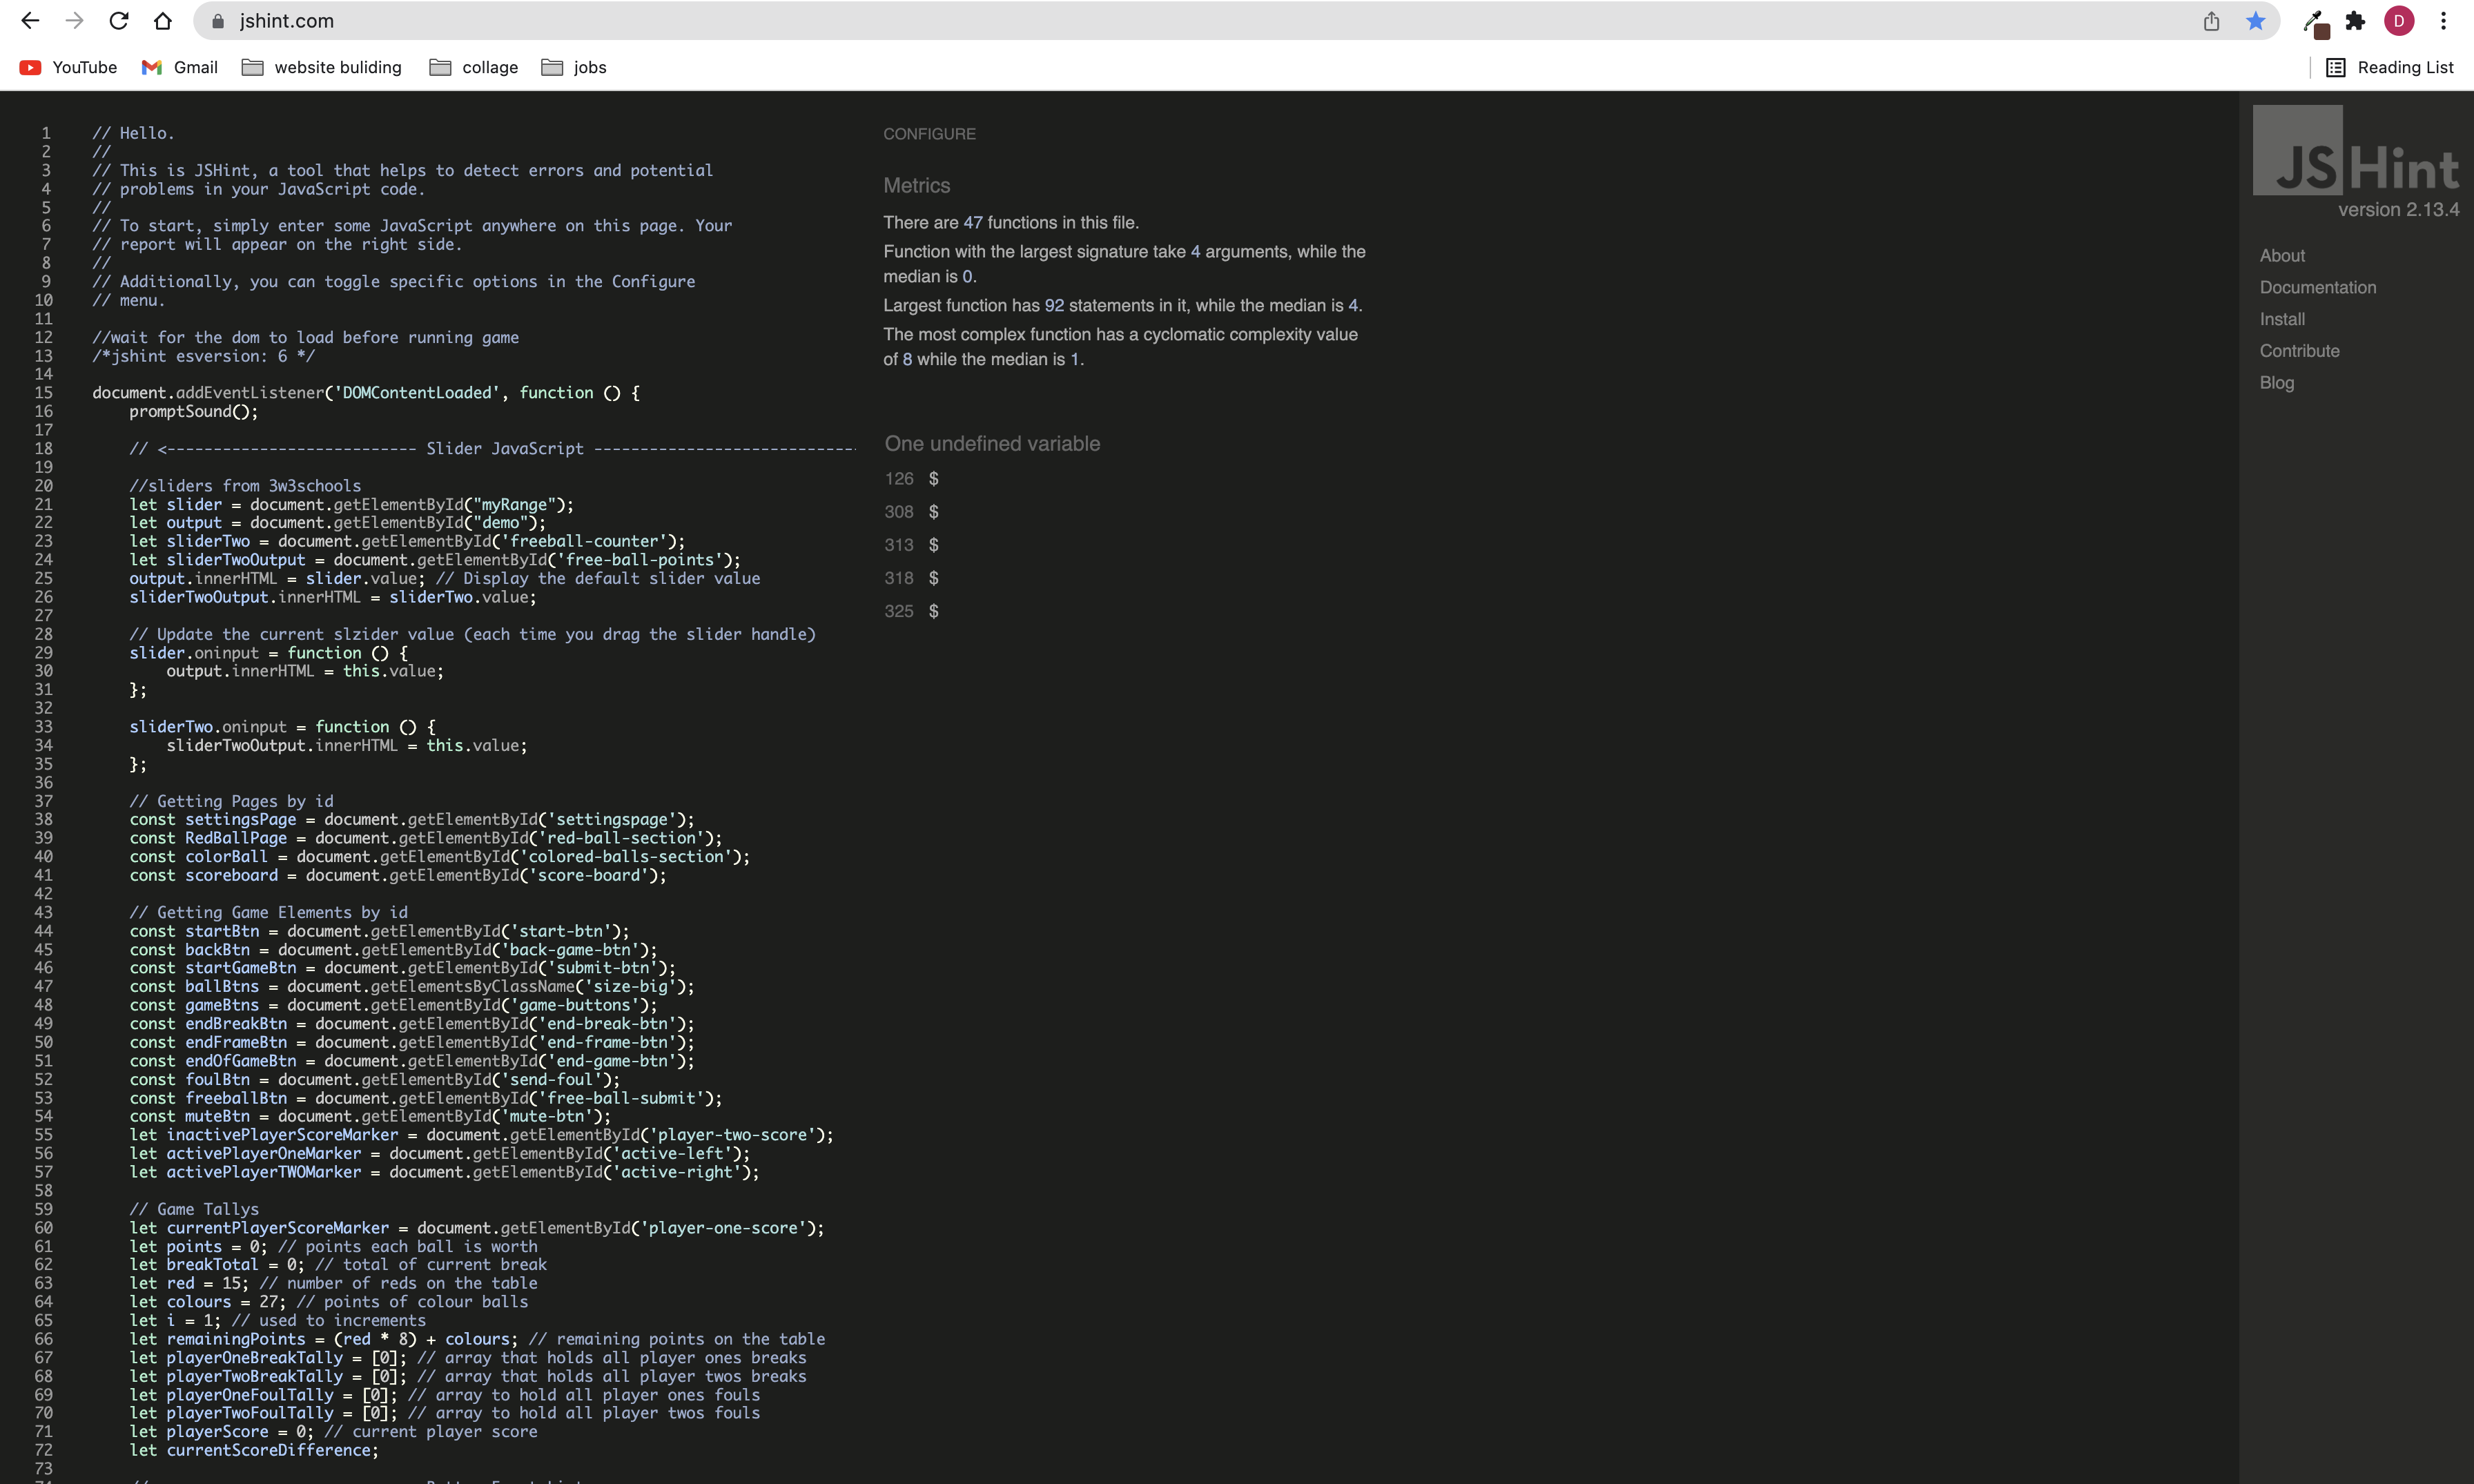 jshint.com
D
YouTube
Gmail
website buliding
collage
jobs
Reading List
1 // Hello.
2 //
3 // This is JSHint, a tool that helps to detect errors and potential
4 // problems in your JavaScript code.
5 //
6 // To start, simply enter some JavaScript anywhere on this page. Your
7 // report will appear on the right side.
8 //
9 // Additionally, you can toggle specific options in the Configure
10 // menu.
11
12 //wait for the dom to load before running game
13 /*jshint esversion: 6 */
14
15 document.addEventListener('DOMContentLoaded', function () {
16 promptSound();
17
18 // <--------------------------- Slider JavaScript -----------------------------
19
20 //sliders from 3w3schools
21 let slider = document.getElementById("myRange");
22 let output = document.getElementById("demo");
23 let sliderTwo = document.getElementById('freeball-counter');
24 let sliderTwoOutput = document.getElementById('free-ball-points');
25 output.innerHTML = slider.value; // Display the default slider value
26 sliderTwoOutput.innerHTML = sliderTwo.value;
27
28 // Update the current slzider value (each time you drag the slider handle)
29 slider.oninput = function () {
30 output.innerHTML = this.value;
31 };
32
33 sliderTwo.oninput = function () {
34 sliderTwoOutput.innerHTML = this.value;
35 };
36
37 // Getting Pages by id
38 const settingsPage = document.getElementById('settingspage');
39 const RedBallPage = document.getElementById('red-ball-section');
40 const colorBall = document.getElementById('colored-balls-section');
41 const scoreboard = document.getElementById('score-board');
42
43 // Getting Game Elements by id
44 const startBtn = document.getElementById('start-btn');
45 const backBtn = document.getElementById('back-game-btn');
46 const startGameBtn = document.getElementById('submit-btn');
47 const ballBtns = document.getElementsByClassName('size-big');
48 const gameBtns = document.getElementById('game-buttons');
49 const endBreakBtn = document.getElementById('end-break-btn');
50 const endFrameBtn = document.getElementById('end-frame-btn');
51 const endOfGameBtn = document.getElementById('end-game-btn');
52 const foulBtn = document.getElementById('send-foul');
53 const freeballBtn = document.getElementById('free-ball-submit');
54 const muteBtn = document.getElementById('mute-btn');
55 let inactivePlayerScoreMarker = document.getElementById('player-two-score');
56 let activePlayerOneMarker = document.getElementById('active-left');
57 let activePlayerTWOMarker = document.getElementById('active-right');
58
59 // Game Tallys
60 let currentPlayerScoreMarker = document.getElementById('player-one-score');
61 let points = 0; // points each ball is worth
62 let breakTotal = 0; // total of current break
63 let red = 15; // number of reds on the table
64 let colours = 27; // points of colour balls
65 let i = 1; // used to increments
66 let remainingPoints = (red * 8) + colours; // remaining points on the table
67 let playerOneBreakTally = [0]; // array that holds all player ones breaks
68 let playerTwoBreakTally = [0]; // array that holds all player twos breaks
69 let playerOneFoulTally = [0]; // array to hold all player ones fouls
70 let playerTwoFoulTally = [0]; // array to hold all player twos fouls
71 let playerScore = 0; // current player score
72 let currentScoreDifference;
73
CONFIGURE
Metrics
There are 47 functions in this file.
Function with the largest signature take 4 arguments, while the
median is 0.
Largest function has 92 statements in it, while the median is 4.
The most complex function has a cyclomatic complexity value
of 8 while the median is 1.
One undefined variable
126 $
308 $
313 $
318 $
325 $
JSHint
version 2.13.4
About
Documentation
Install
Contribute
Blog